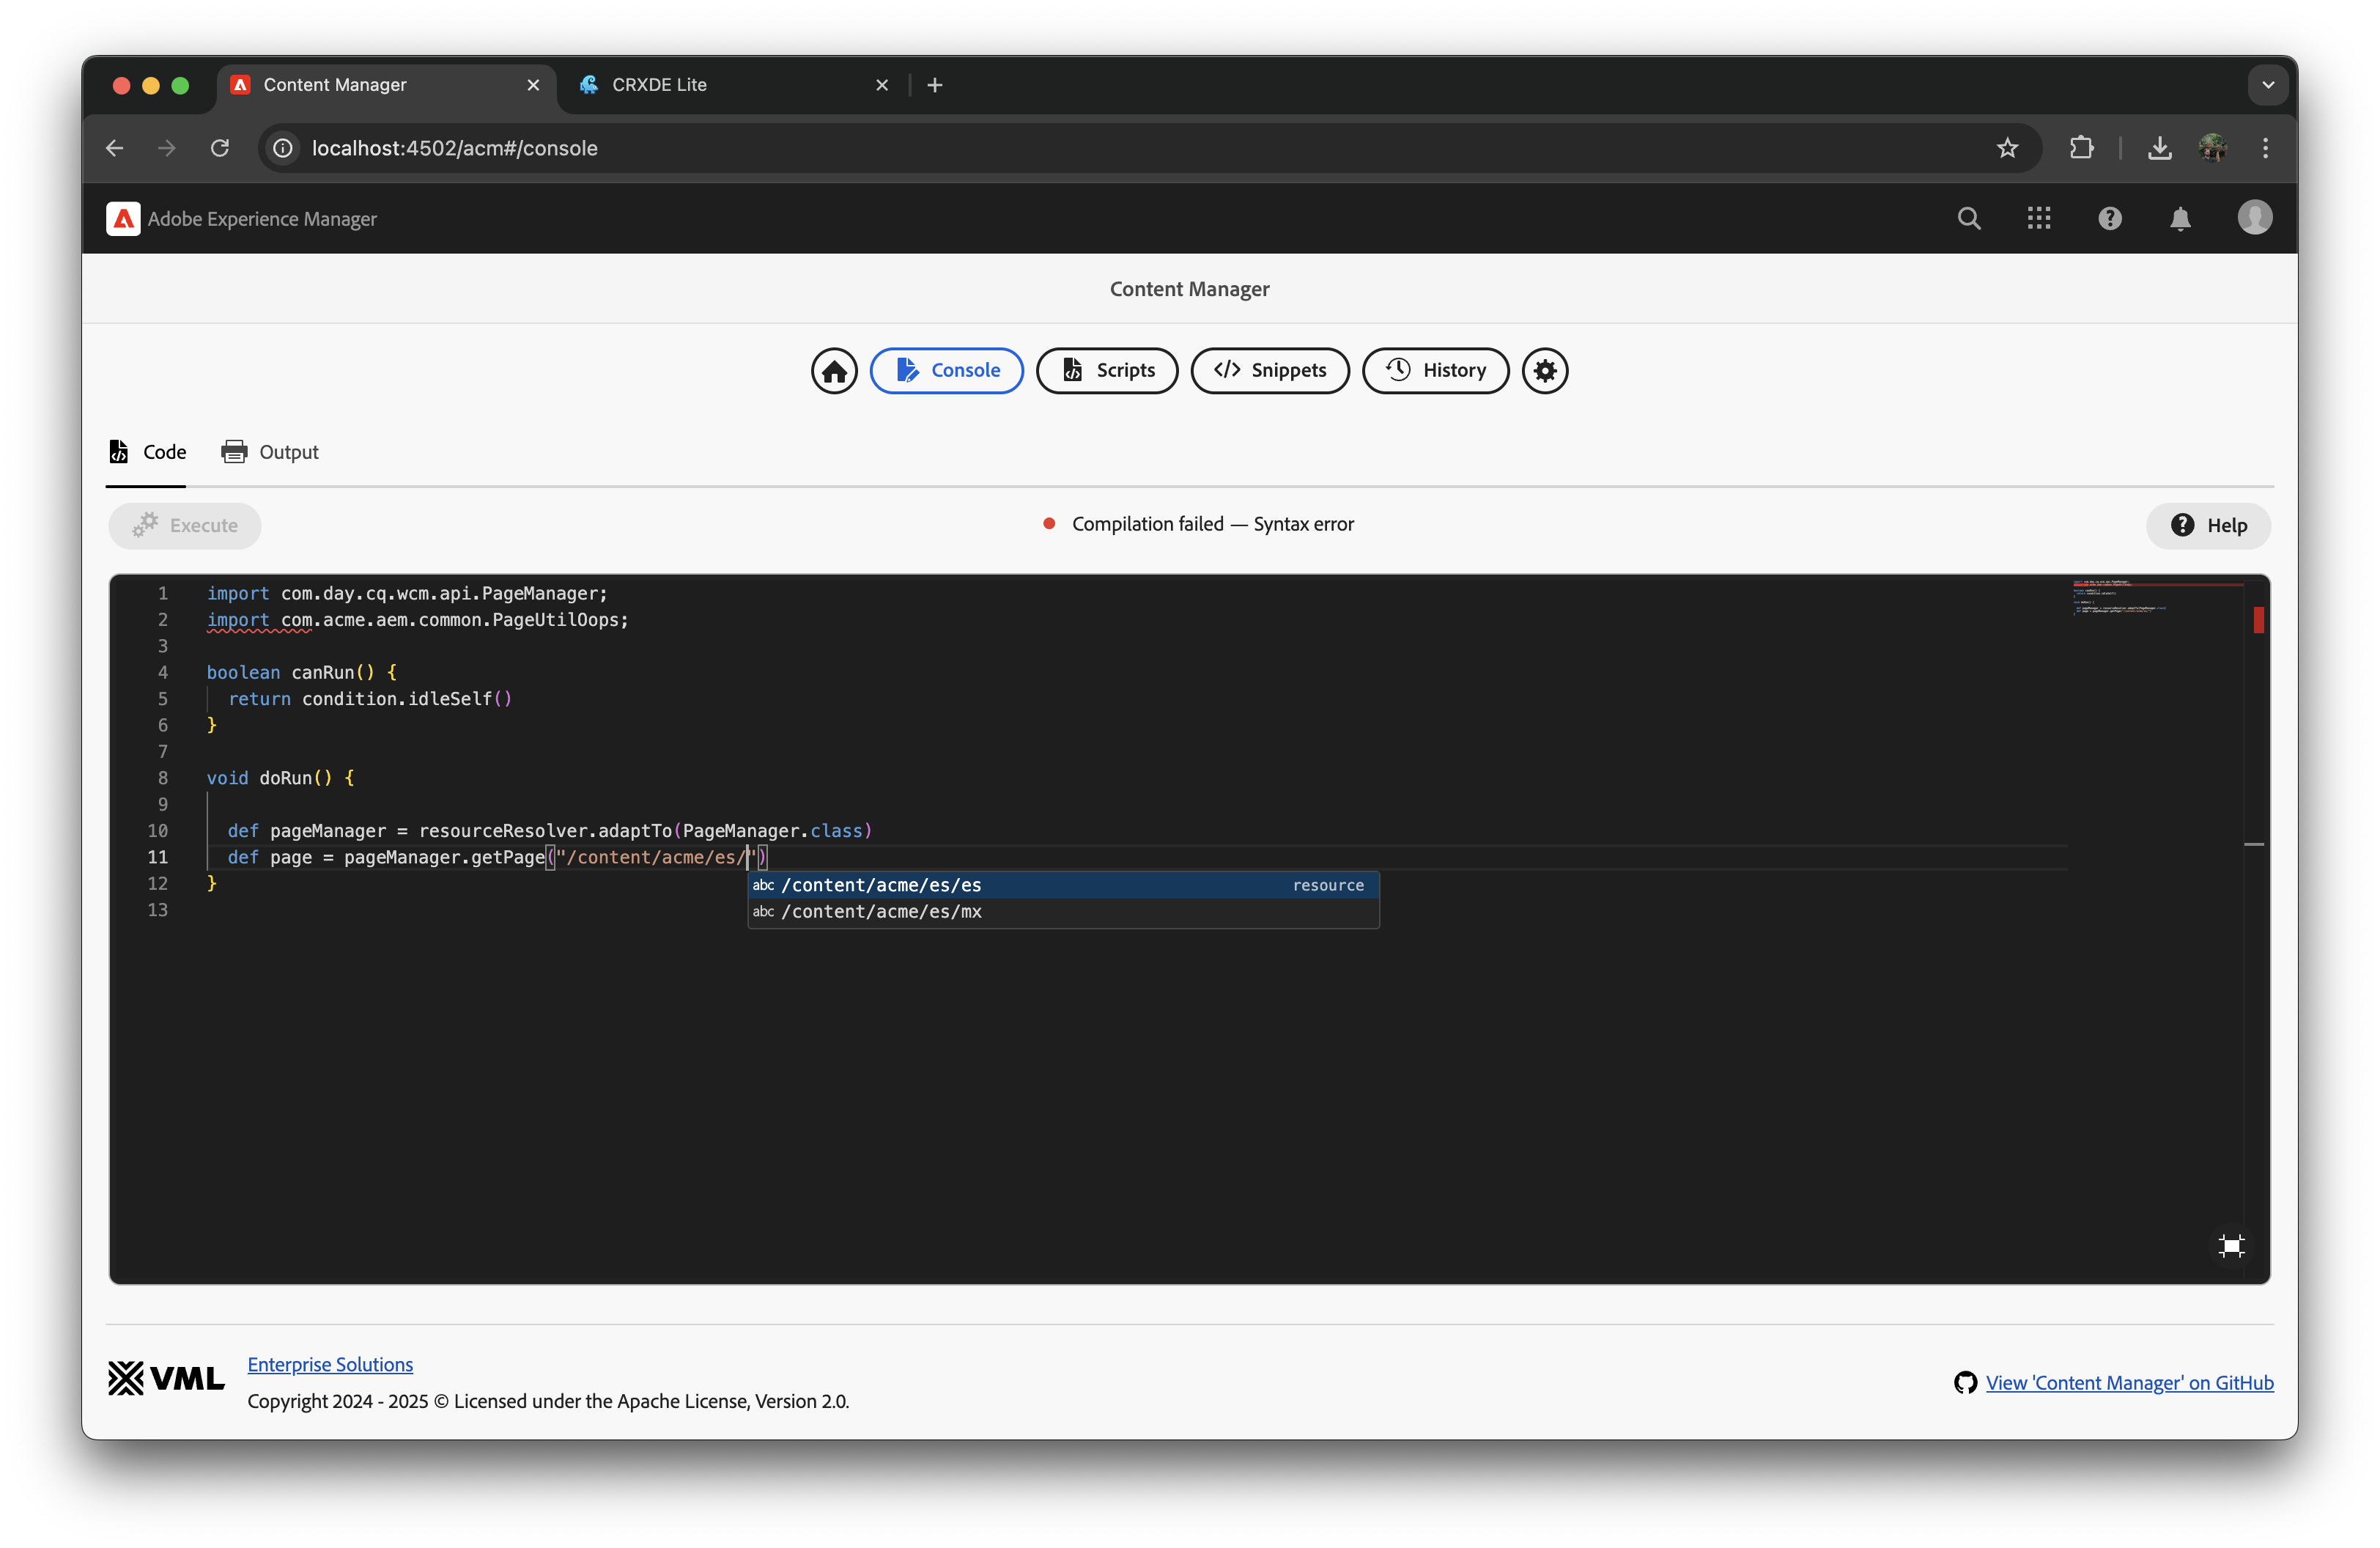 Content Manager
CRXDE Lite
localhost:4502/acm#/console
Adobe Experience Manager
Content Manager
Console
Scripts
Snippets
History
Code
Output
Execute
Compilation failed — Syntax error
Help
1 import com.day.cq.wcm.api.PageManager;
2 import com.acme.aem.common.PageUtilOops;
3
4 boolean canRun() {
5 return condition.idleSelf()
6 }
7
8 void doRun() {
9
10 def pageManager = resourceResolver.adaptTo(PageManager.class)
11 def page = pageManager.getPage("/content/acme/es/")
12 }
abc /content/acme/es/es resource
13
abc /content/acme/es/mx
VML
Enterprise Solutions
Copyright 2024 - 2025 © Licensed under the Apache License, Version 2.0.
View 'Content Manager' on GitHub